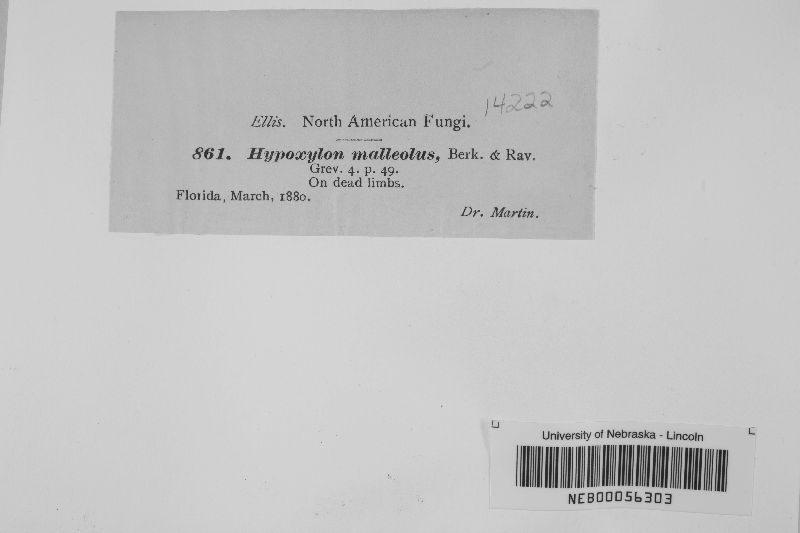 14222
Ellis. North American Fungi.
861. Hypoxylon malleolus, Berk. & Rav.
Grev. 4. p. 49.
On dead limbs.
Florida, March, 1880.
Dr. Martin.
University of Nebraska - Lincoln
NEB00056303